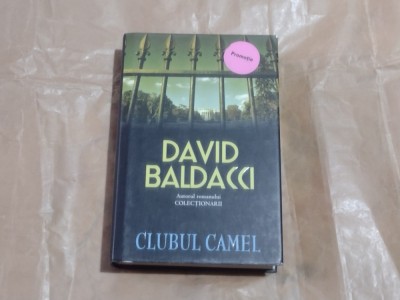 Promoție
DAVID
BALDACCI
Autorul romanului
COLECȚIONARII
CLUBUL CAMEL